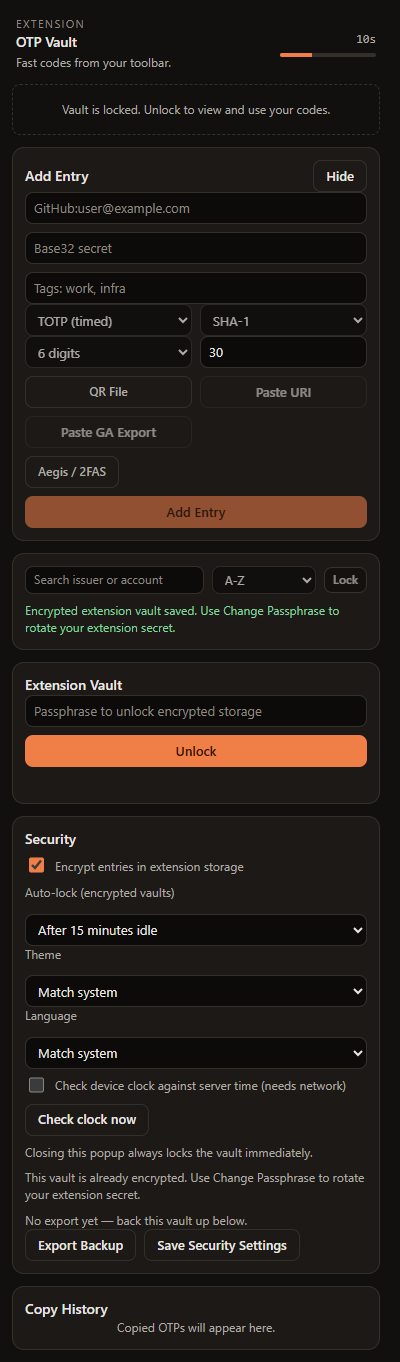 EXTENSION
OTP Vault
10s
Fast codes from your toolbar.
Vault is locked. Unlock to view and use your codes.
Add Entry
Hide
GitHub:user@example.com
Base32 secret
Tags: work, infra
TOTP (timed)
SHA-1
6 digits
30
QR File
Paste URI
Paste GA Export
Aegis / 2FAS
Add Entry
Search issuer or account
A-Z
Lock
Encrypted extension vault saved. Use Change Passphrase to
rotate your extension secret.
Extension Vault
Passphrase to unlock encrypted storage
Unlock
Security
Encrypt entries in extension storage
Auto-lock (encrypted vaults)
After 15 minutes idle
Theme
Match system
Language
Match system
Check device clock against server time (needs network)
Check clock now
Closing this popup always locks the vault immediately.
This vault is already encrypted. Use Change Passphrase to rotate
your extension secret.
No export yet — back this vault up below.
Export Backup
Save Security Settings
Copy History
Copied OTPs will appear here.